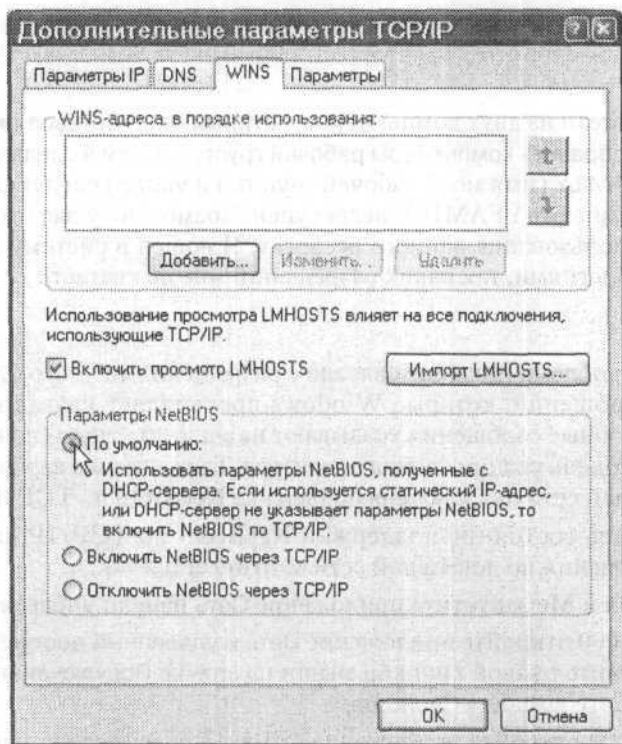 Дополнительные параметры TCP/IP
Параметры IP DNS WINS Параметры
WINS-адреса, в порядке использования:
Добавить... Изменить... Удалить
Использование просмотра LMHOSTS влияет на все подключения,
использующие TCP/IP.
Включить просмотр LMHOSTS Импорт LMHOSTS...
Параметры NetBIOS
По умолчанию:
Использовать параметры NetBIOS, полученные с
DHCP-сервера. Если используется статический IP-адрес,
или DHCP-сервер не указывает параметры NetBIOS, то
включить NetBIOS по TCP/IP.
Включить NetBIOS через TCP/IP
Отключить NetBIOS через TCP/IP
OK Отмена